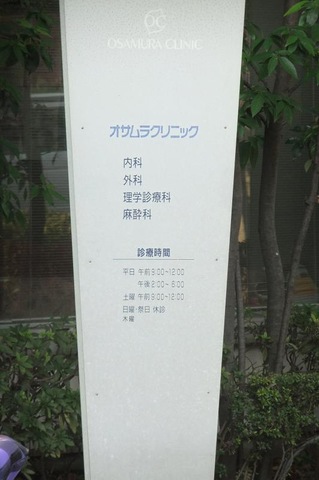 OC
OSAMURA CLINIC
オサムラクリニック
内科
外科
理学診療科
麻酔科
診療時間
平日 午前9:00~12:00
午後2:00~6:00
土曜 午前9:00~12:00
日曜・祭日 休診
木曜